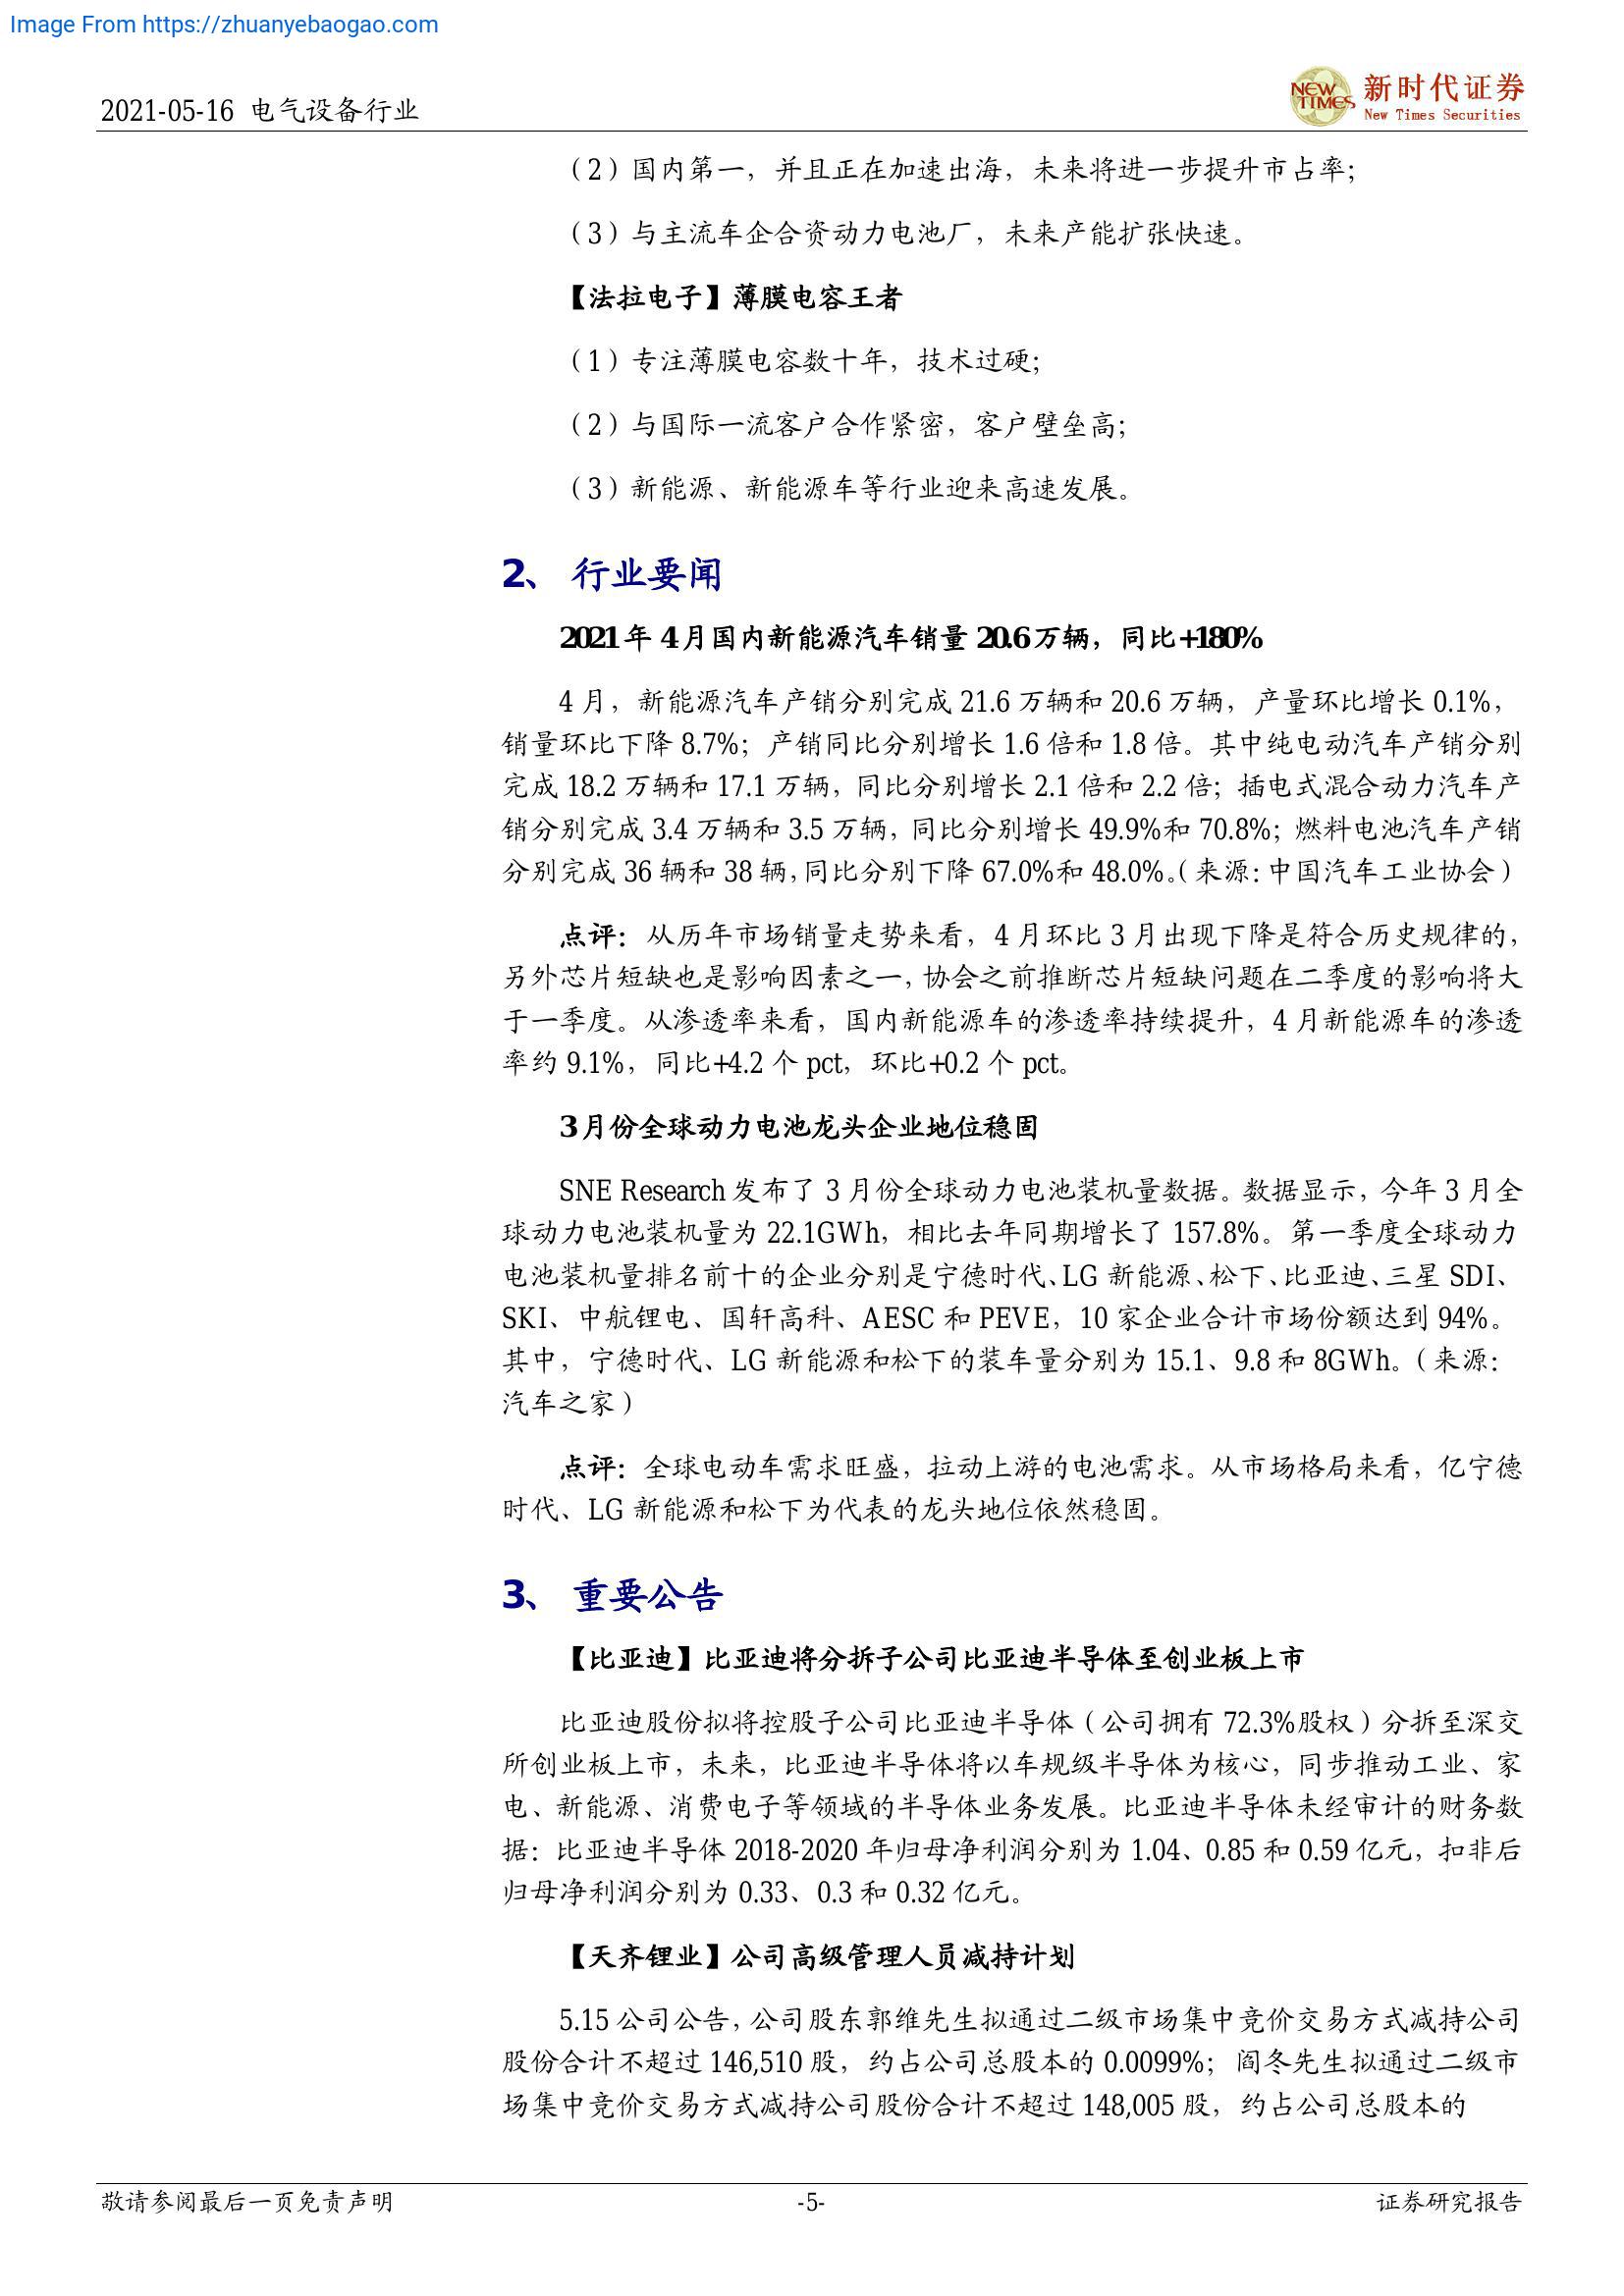 Image From https://zhuanyebaogao.com
2021-05-16 电气设备行业
NEW TIMES
新时代证券
New Times Securities
（2）国内第一，并且正在加速出海，未来将进一步提升市占率；
（3）与主流车企合资动力电池厂，未来产能扩张快速。
【法拉电子】薄膜电容王者
（1）专注薄膜电容数十年，技术过硬；
（2）与国际一流客户合作紧密，客户壁垒高；
（3）新能源、新能源车等行业迎来高速发展。
2、 行业要闻
2021 年 4 月国内新能源汽车销量 20.6 万辆，同比+180%
4 月，新能源汽车产销分别完成 21.6 万辆和 20.6 万辆，产量环比增长 0.1%，
销量环比下降 8.7%；产销同比分别增长 1.6 倍和 1.8 倍。其中纯电动汽车产销分别
完成 18.2 万辆和 17.1 万辆，同比分别增长 2.1 倍和 2.2 倍；插电式混合动力汽车产
销分别完成 3.4 万辆和 3.5 万辆，同比分别增长 49.9%和 70.8%；燃料电池汽车产销
分别完成 36 辆和 38 辆，同比分别下降 67.0%和 48.0%。（来源：中国汽车工业协会）
点评：从历年市场销量走势来看，4 月环比 3 月出现下降是符合历史规律的，
另外芯片短缺也是影响因素之一，协会之前推断芯片短缺问题在二季度的影响将大
于一季度。从渗透率来看，国内新能源车的渗透率持续提升，4 月新能源车的渗透
率约 9.1%，同比+4.2 个 pct，环比+0.2 个 pct。
3 月份全球动力电池龙头企业地位稳固
SNE Research 发布了 3 月份全球动力电池装机量数据。数据显示，今年 3 月全
球动力电池装机量为 22.1GWh，相比去年同期增长了 157.8%。第一季度全球动力
电池装机量排名前十的企业分别是宁德时代、LG 新能源、松下、比亚迪、三星 SDI、
SKI、中航锂电、国轩高科、AESC 和 PEVE，10 家企业合计市场份额达到 94%。
其中，宁德时代、LG 新能源和松下的装车量分别为 15.1、9.8 和 8GWh。（来源：
汽车之家）
点评：全球电动车需求旺盛，拉动上游的电池需求。从市场格局来看，亿宁德
时代、LG 新能源和松下为代表的龙头地位依然稳固。
3、 重要公告
【比亚迪】比亚迪将分拆子公司比亚迪半导体至创业板上市
比亚迪股份拟将控股子公司比亚迪半导体（公司拥有 72.3%股权）分拆至深交
所创业板上市，未来，比亚迪半导体将以车规级半导体为核心，同步推动工业、家
电、新能源、消费电子等领域的半导体业务发展。比亚迪半导体未经审计的财务数
据：比亚迪半导体 2018-2020 年归母净利润分别为 1.04、0.85 和 0.59 亿元，扣非后
归母净利润分别为 0.33、0.3 和 0.32 亿元。
【天齐锂业】公司高级管理人员减持计划
5.15 公司公告，公司股东郭维先生拟通过二级市场集中竞价交易方式减持公司
股份合计不超过 146,510 股，约占公司总股本的 0.0099%；阎冬先生拟通过二级市
场集中竞价交易方式减持公司股份合计不超过 148,005 股，约占公司总股本的
敬请参阅最后一页免责声明
-5-
证券研究报告